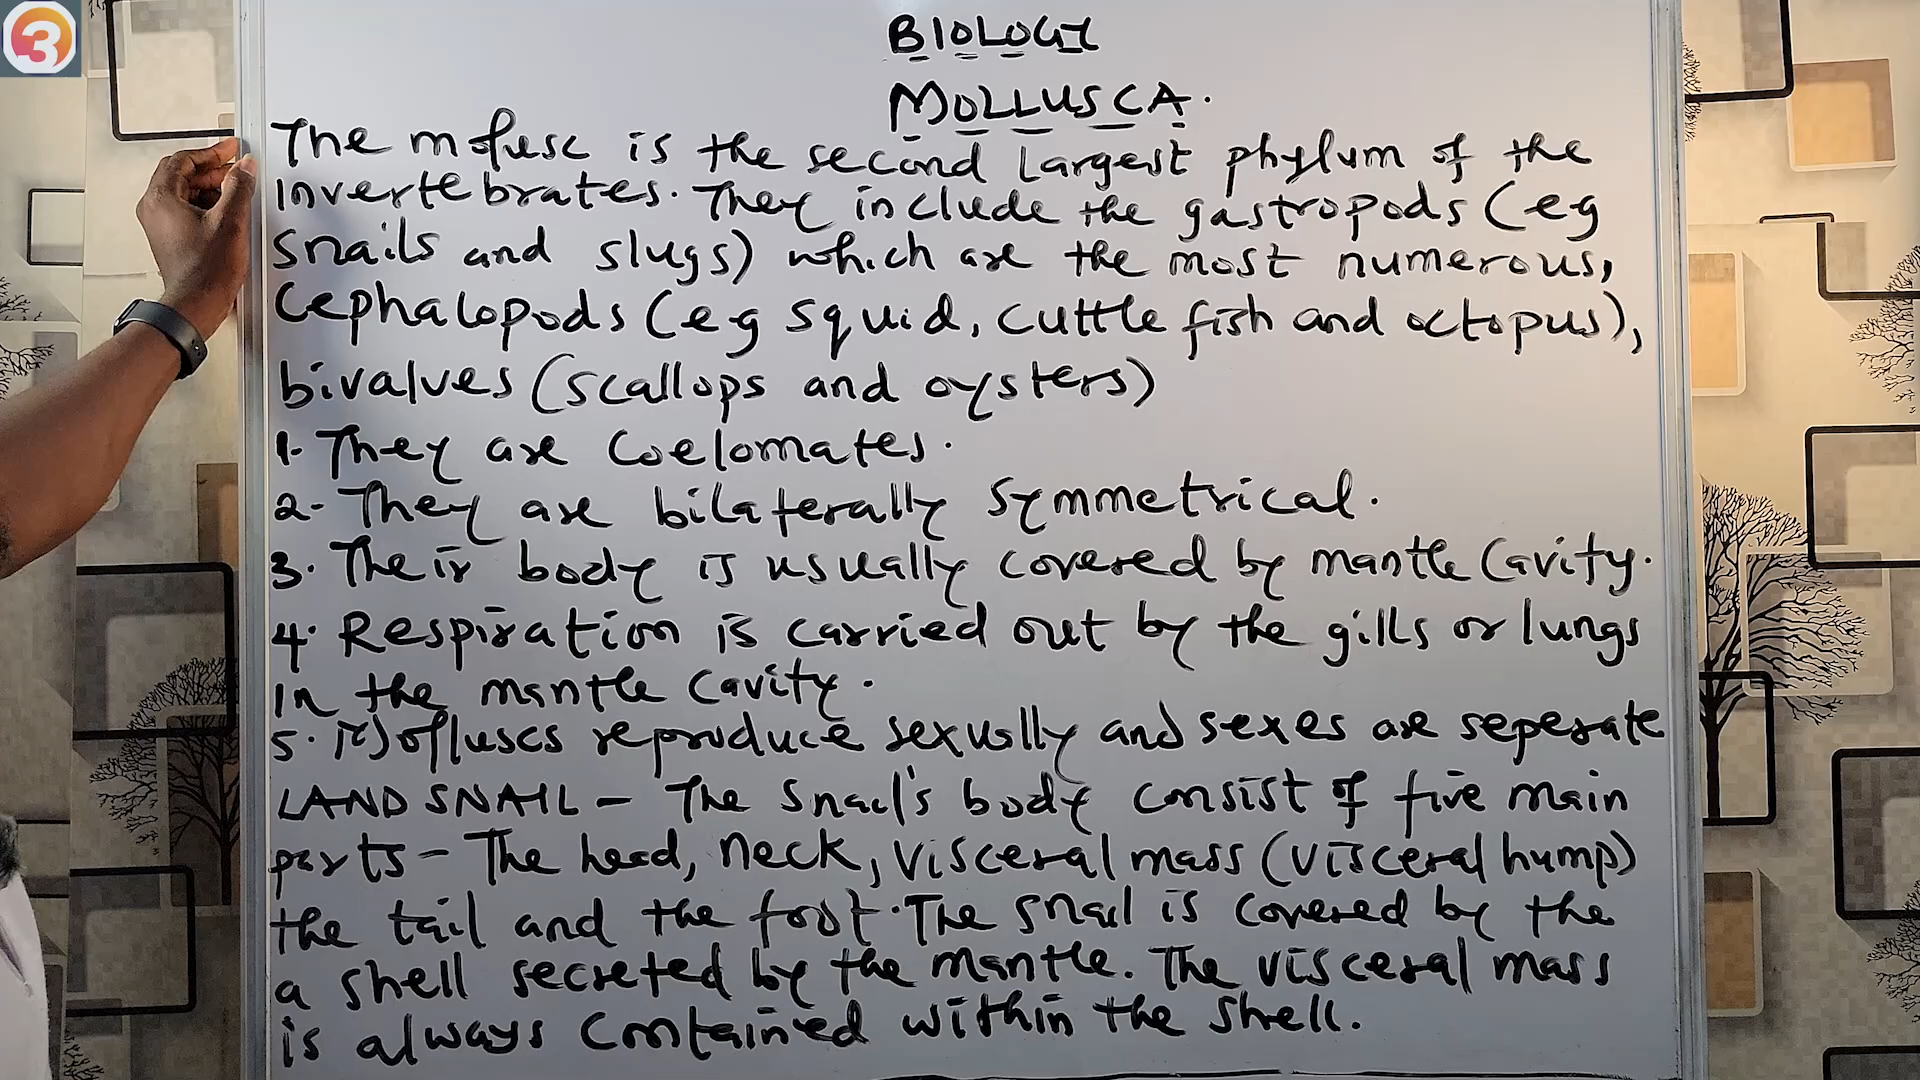 3
BIOLOGY
MOLLUSCA.
The mollusc is the second largest phylum of the
invertebrates. They include the gastropods (eg
snails and slugs) which are the most numerous,
Cephalopods (eg squid, cuttle fish and octopus),
bivalves (scallops and oysters)
1. They are Coelomates.
2- They are bilaterally symmetrical.
3. Their body is usually covered by mantle Cavity.
4. Respiration is carried out by the gills or lungs
in the mantle cavity.
5. Molluscs reproduce sexually and sexes are seperate
LAND SNAIL - The Snail's body consist of five main
parts - The head, neck, visceral mass (visceral hump)
the tail and the foot. The snail is covered by the
a shell secreted by the mantle. The visceral mass
is always contained within the shell.